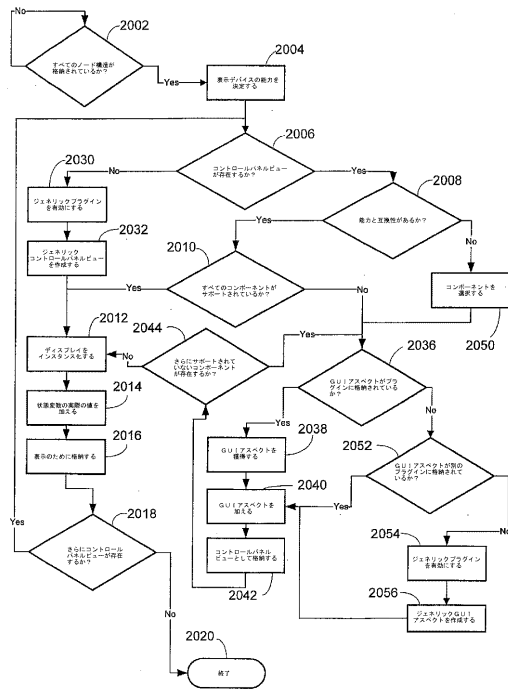 No
2002
すべてのノード構造が
格納されているか?
Yes
2004
表示デバイスの能力を
決定する
2006
コントロールパネルビュー
が存在するか?
No
Yes
2030
ジェネリックプラグイン
を有効にする
2008
能力と互換性があるか?
Yes
No
2032
ジェネリック
コントロールパネルビュー
を作成する
2010
すべてのコンポーネントが
サポートされているか?
Yes
No
コンポーネントを
選択する
2050
2012
ディスプレイを
インスタンス化する
2044
さらにサポートされて
いないコンポーネント
が存在するか?
No
Yes
2036
GUIアスペクトがプラ
グインに格納されてい
るか?
Yes
No
2014
状態変数の実際の値を
加える
2016
表示のために格納する
2038
GUIアスペクトを
獲得する
2052
GUIアスペクトが別の
プラグインに格納されて
いるか?
Yes
No
2040
GUIアスペクトを
加える
2018
さらにコントロール
パネルビューが存在
するか?
Yes
No
コントロールパネル
ビューとして格納する
2042
2054
ジェネリックプラグイン
を有効にする
2056
ジェネリックGUI
アスペクトを作成する
2020
終了